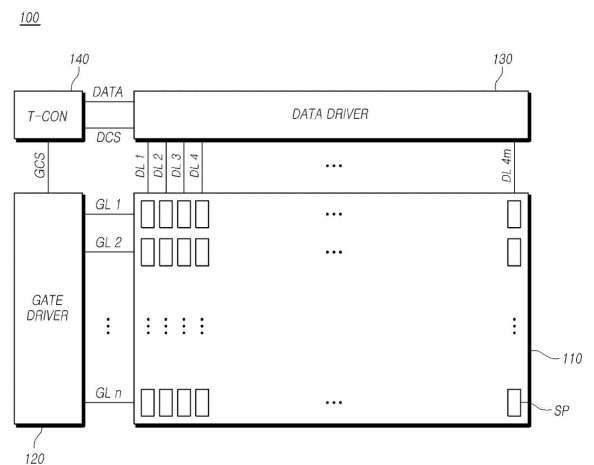 100
140
130
T-CON
DATA
DCS
DATA DRIVER
GCS
DL 1
DL 2
DL 3
DL 4
DL 4m
GL 1
GL 2
GATE
DRIVER
GL n
110
SP
120